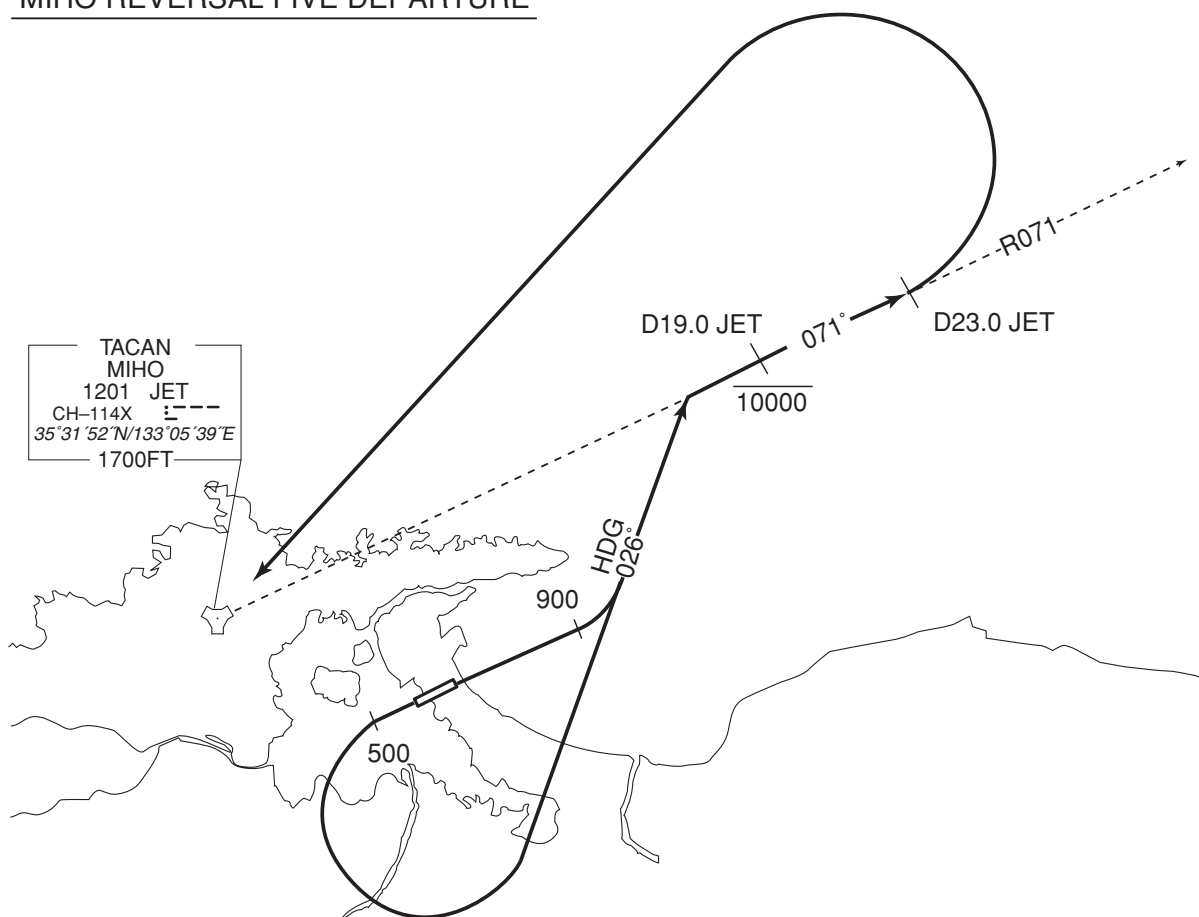 MIHO REVERSAL FIVE DEPARTURE
R071
D19.0 JET
071°
D23.0 JET
10000
TACAN
MIHO
1201 JET
CH–114X
35°31´52˝N/133°05´39˝E
1700FT
HDG
026°
900
500